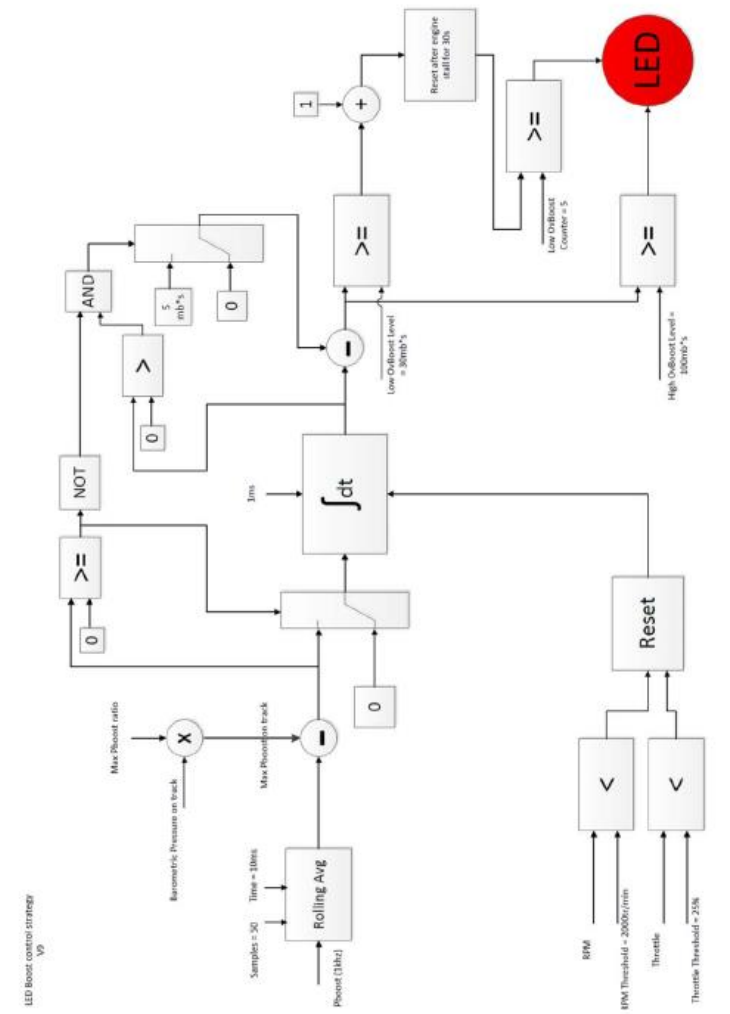 LED Boost control strategy
V9
Pboost (1khz)
Samples = 50
Time = 10ms
Rolling Avg
Barometric Pressure on track
Max Pboost ratio
X
Max Pboost on track
-
0
>=
0
NOT
0
>
AND
5
mb*s
0
1ms
∫dt
-
Low OvBoost Level
= 30mb*s
>=
1
+
Reset after engine
stall for 30s
Low OvBoost
Counter = 5
>=
High OvBoost Level =
100mb*s
>=
LED
RPM
RPM Threshold = 2000tr/min
<
Throttle
Throttle Threshold = 25%
<
Reset